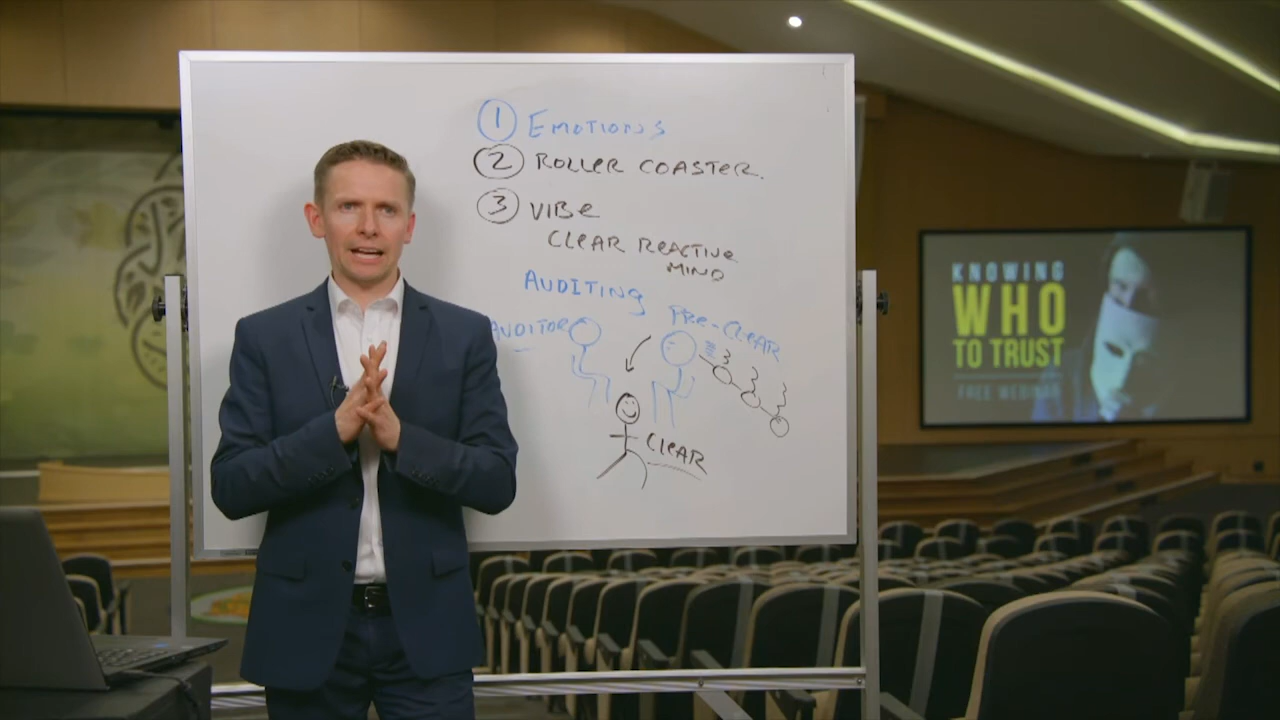 1 EMOTIONS
2 ROLLER COASTER.
3 VIBE
CLEAR REACTIVE
MIND
AUDITING
AUDITOR
PRE-CLEAR
CLEAR
KNOWING
WHO
TO TRUST
FREE WEBINAR